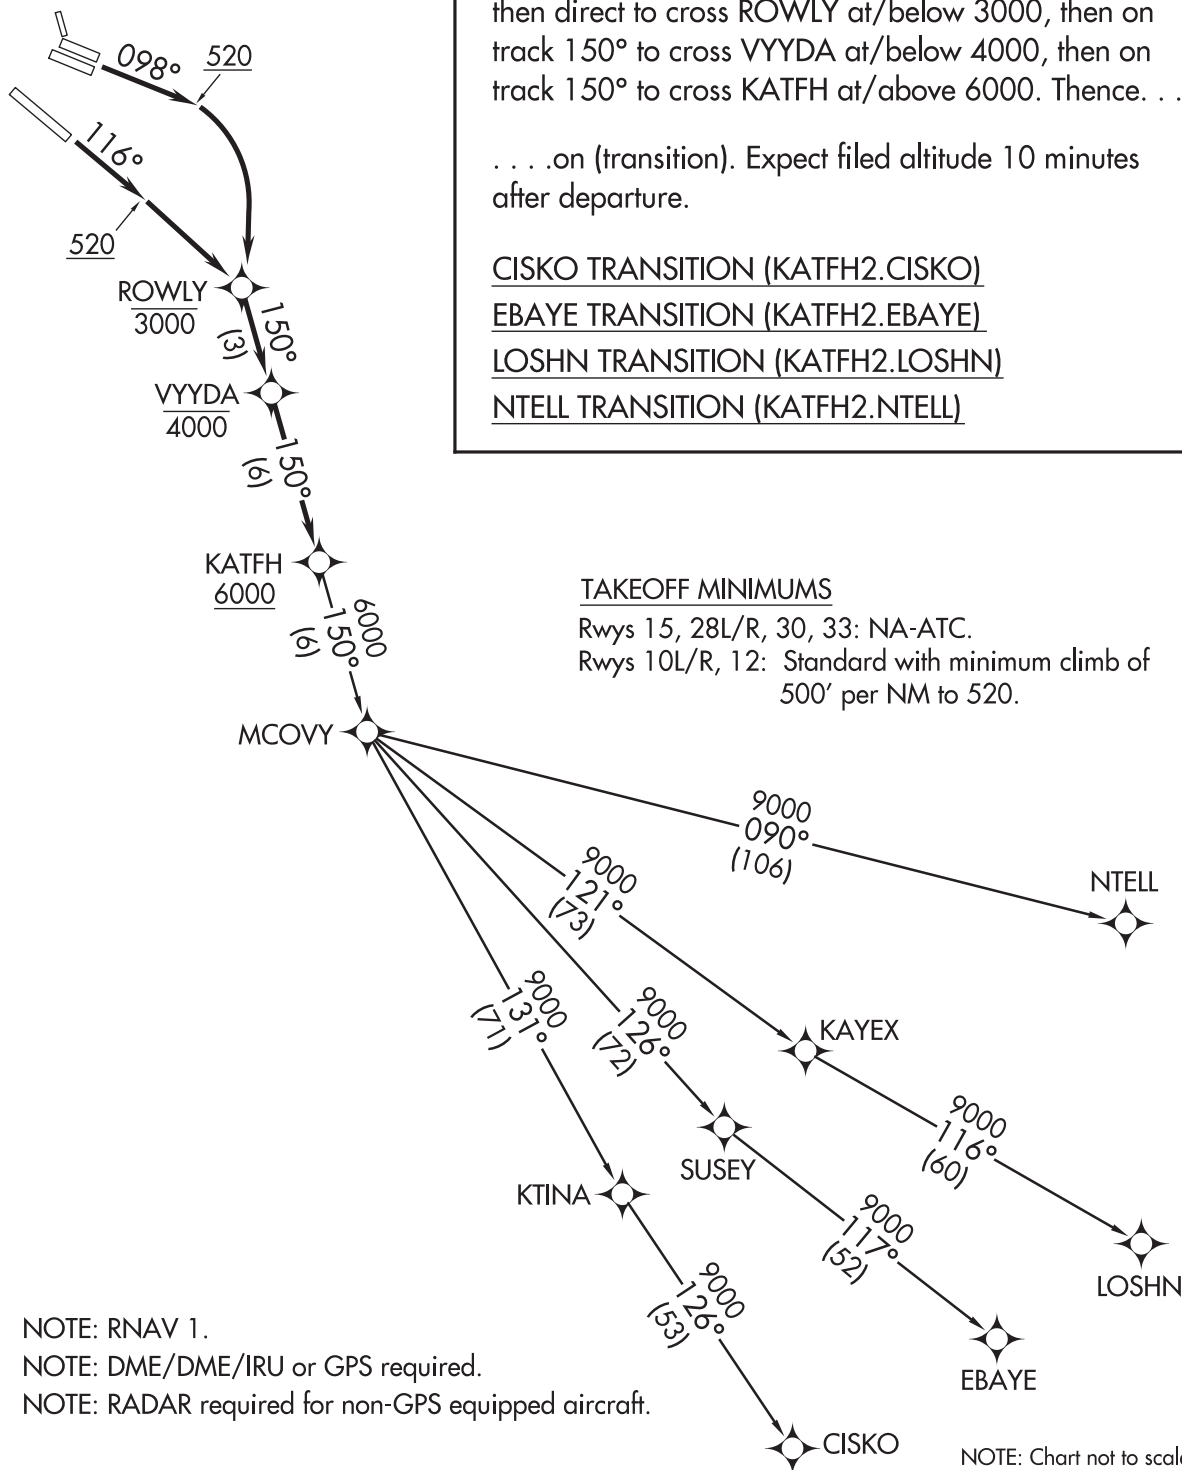 then direct to cross ROWLY at/below 3000, then on
track 150° to cross VYYDA at/below 4000, then on
track 150° to cross KATFH at/above 6000. Thence. . .
. . . .on (transition). Expect filed altitude 10 minutes
after departure.
CISKO TRANSITION (KATFH2.CISKO)
EBAYE TRANSITION (KATFH2.EBAYE)
LOSHN TRANSITION (KATFH2.LOSHN)
NTELL TRANSITION (KATFH2.NTELL)
098°
520
116°
520
ROWLY
3000
150°
(3)
VYYDA
4000
150°
(6)
KATFH
6000
6000
150°
(6)
TAKEOFF MINIMUMS
Rwys 15, 28L/R, 30, 33: NA-ATC.
Rwys 10L/R, 12: Standard with minimum climb of
500' per NM to 520.
MCOVY
9000
090°
(106)
NTELL
9000
121°
(73)
KAYEX
9000
116°
(60)
LOSHN
9000
126°
(72)
SUSEY
9000
117°
(52)
EBAYE
9000
131°
(71)
KTINA
9000
126°
(53)
CISKO
NOTE: RNAV 1.
NOTE: DME/DME/IRU or GPS required.
NOTE: RADAR required for non-GPS equipped aircraft.
NOTE: Chart not to scale